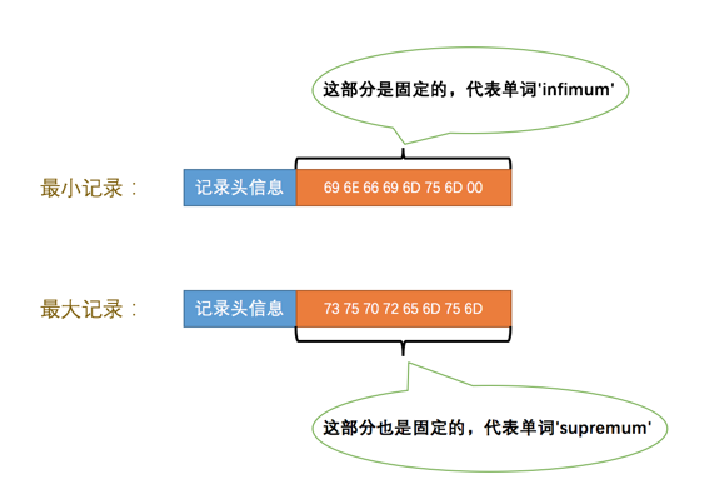 这部分是固定的，代表单词'infimum'
最小记录：
记录头信息
69 6E 66 69 6D 75 6D 00
最大记录：
记录头信息
73 75 70 72 65 6D 75 6D
这部分也是固定的，代表单词'supremum'